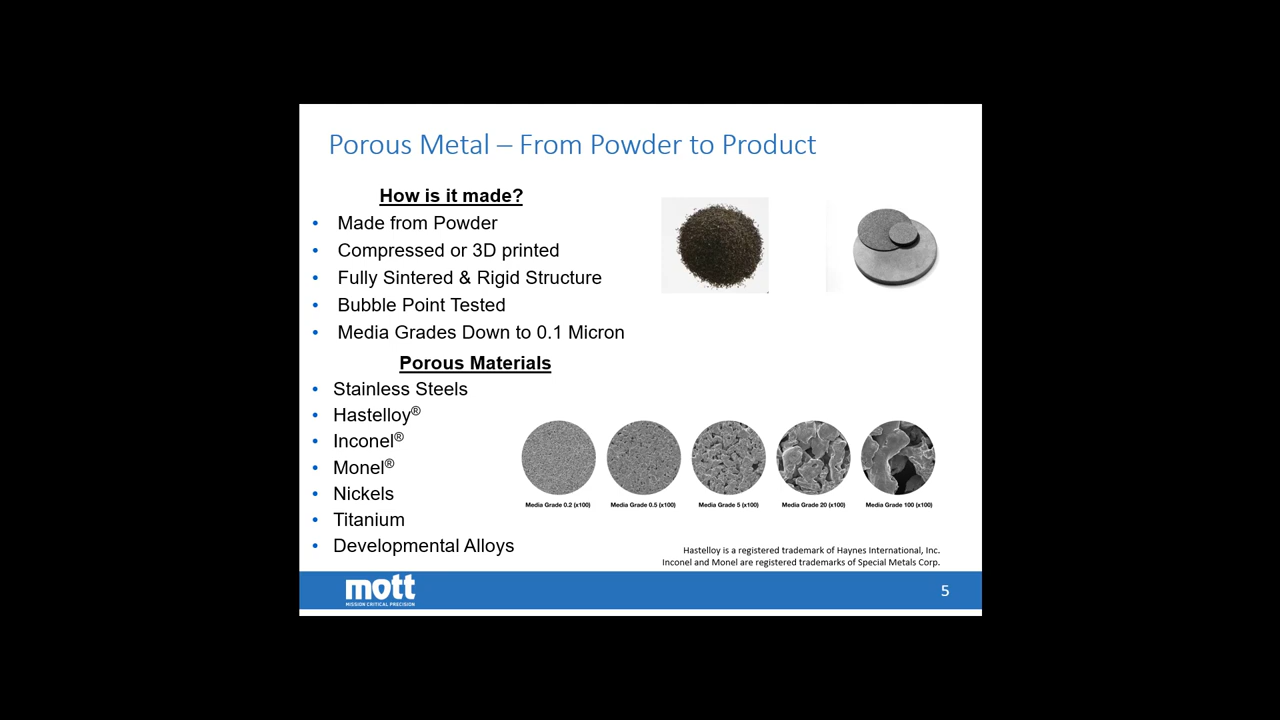 Porous Metal – From Powder to Product
How is it made?
• Made from Powder
• Compressed or 3D printed
• Fully Sintered & Rigid Structure
• Bubble Point Tested
• Media Grades Down to 0.1 Micron
Porous Materials
• Stainless Steels
• Hastelloy®
• Inconel®
• Monel®
• Nickels
• Titanium
• Developmental Alloys
Media Grade 0.2 (x100)
Media Grade 0.5 (x100)
Media Grade 5 (x100)
Media Grade 20 (x100)
Media Grade 100 (x100)
Hastelloy is a registered trademark of Haynes International, Inc.
Inconel and Monel are registered trademarks of Special Metals Corp.
mott
MISSION CRITICAL PRECISION
5